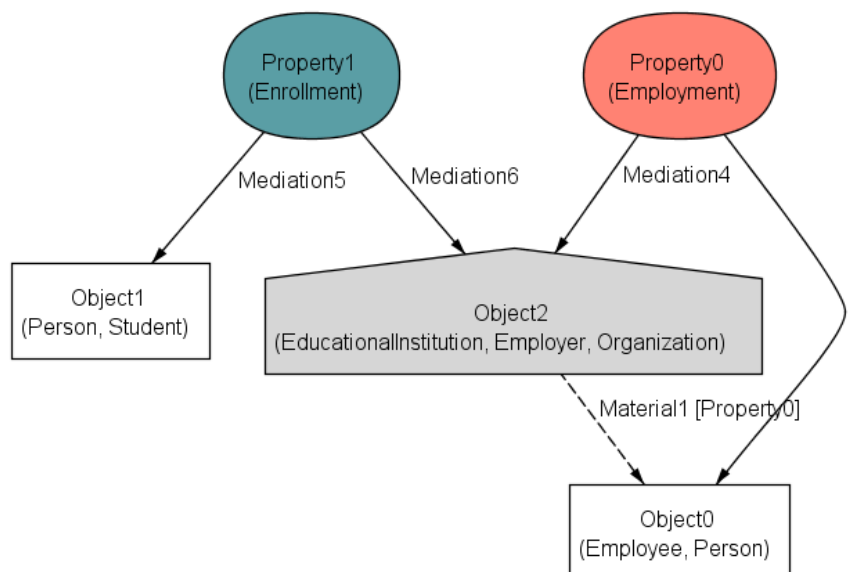 Property1
(Enrollment)
Property0
(Employment)
Mediation5
Mediation6
Mediation4
Object1
(Person, Student)
Object2
(EducationalInstitution, Employer, Organization)
Material1 [Property0]
Object0
(Employee, Person)